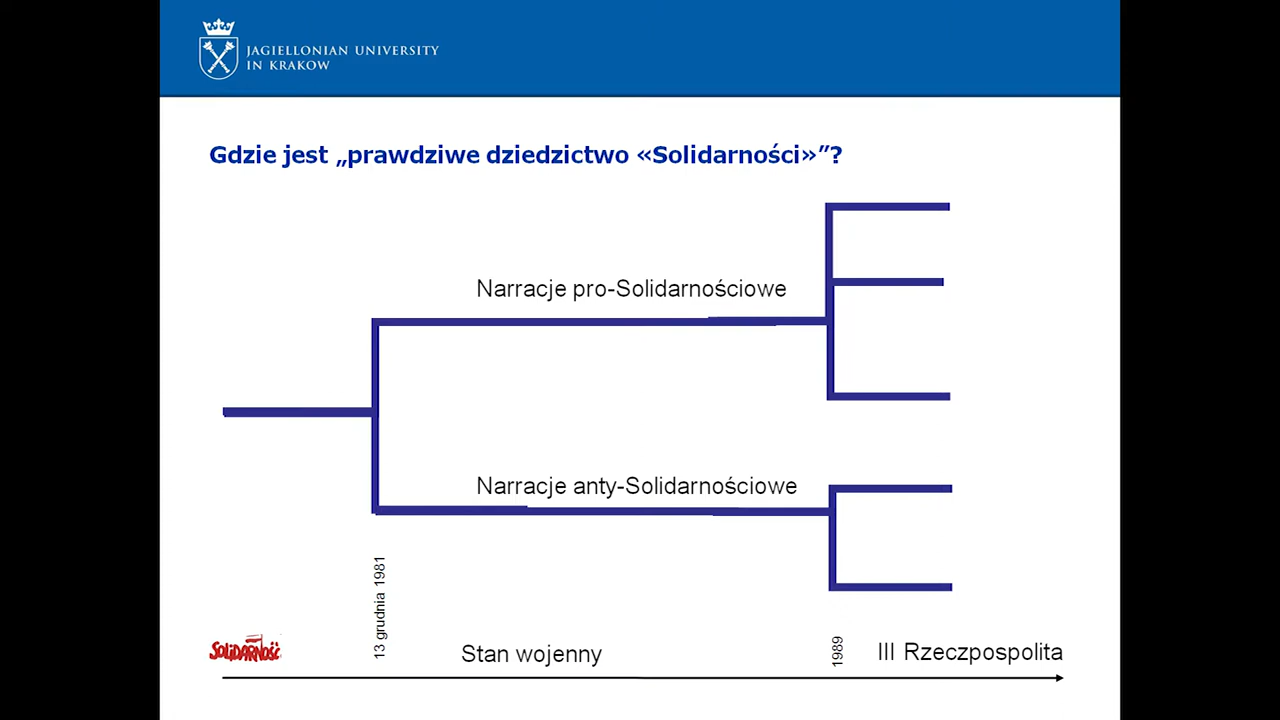 JAGIELLONIAN UNIVERSITY
IN KRAKOW
Gdzie jest „prawdziwe dziedzictwo «Solidarności»”?
Narracje pro-Solidarnościowe
Narracje anty-Solidarnościowe
13 grudnia 1981
1989
SOLIDARNOŚĆ
Stan wojenny
III Rzeczpospolita